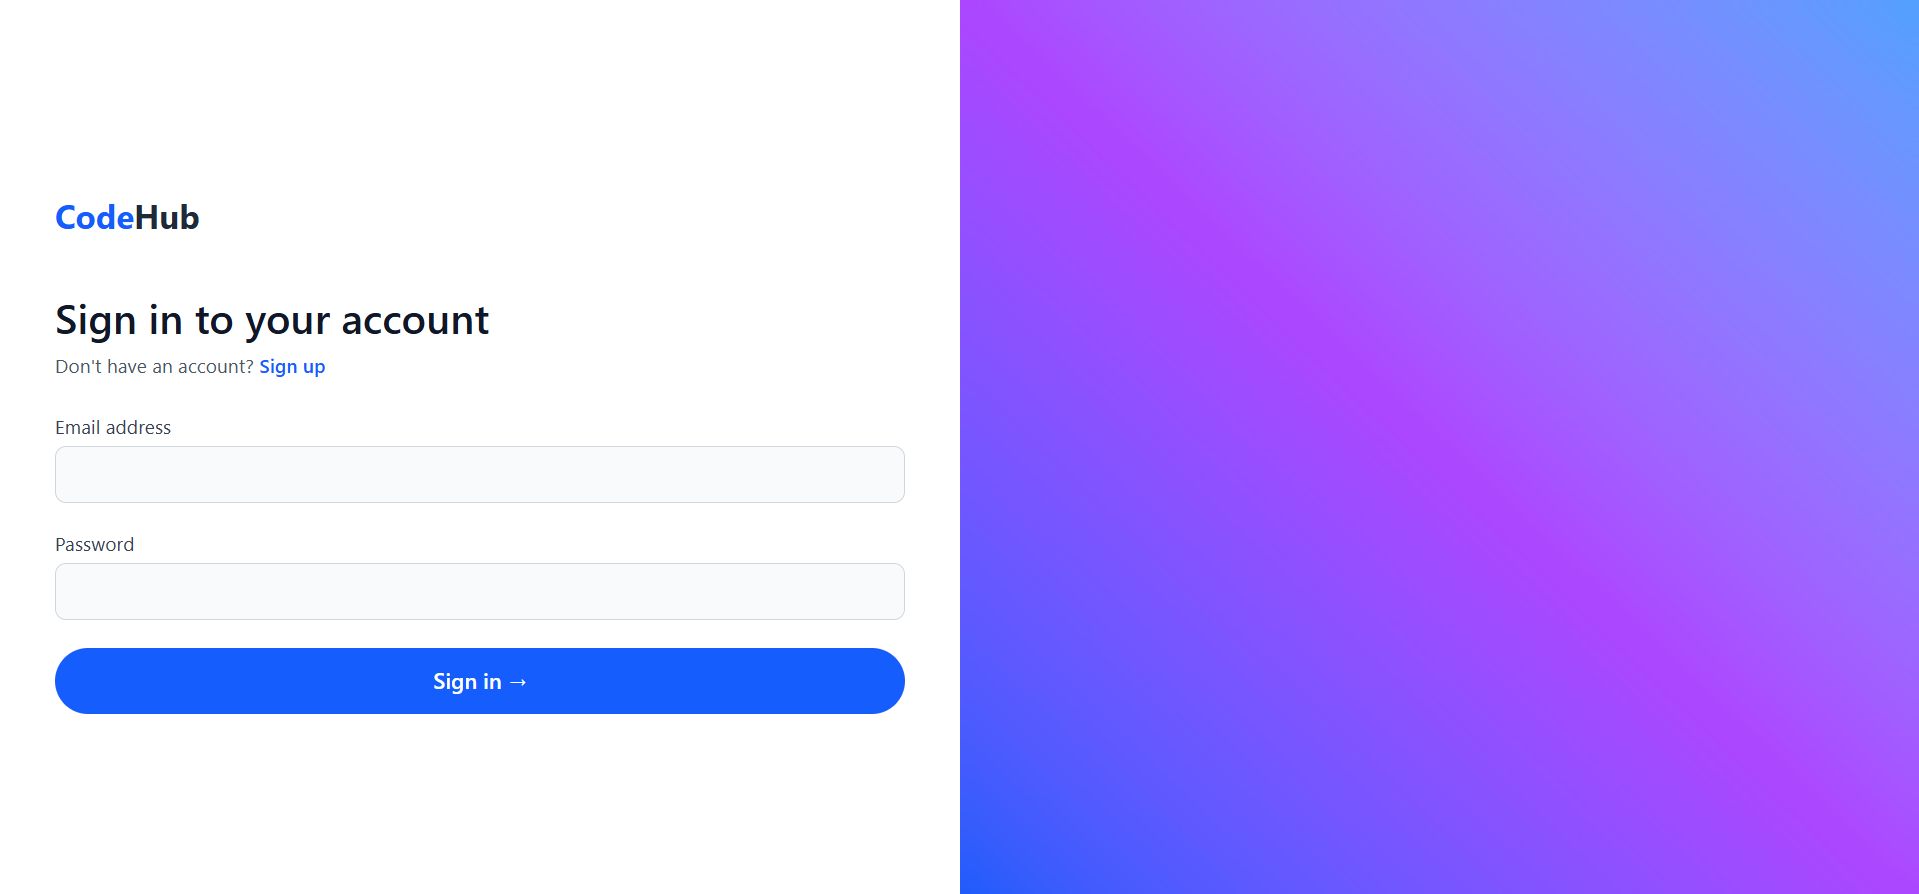 CodeHub
Sign in to your account
Don't have an account? Sign up
Email address
Password
Sign in →